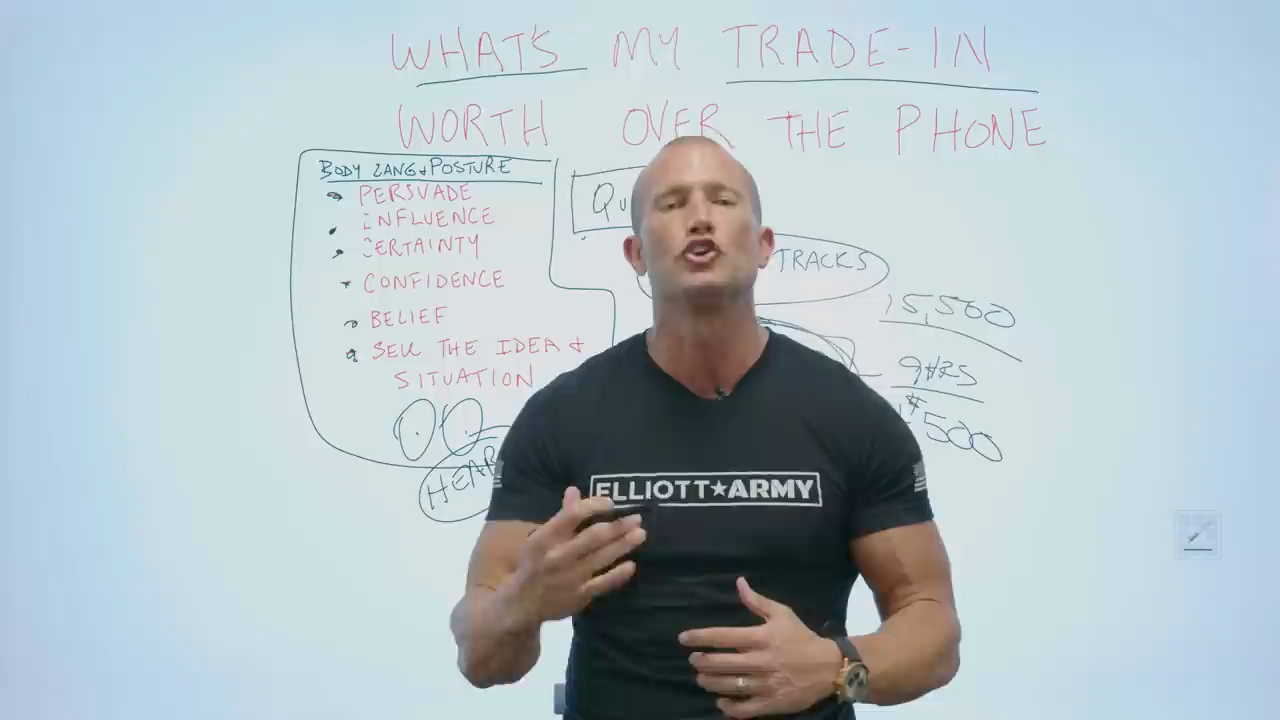 WHAT'S MY TRADE-IN
WORTH OVER THE PHONE
BODY LANG + POSTURE
PERSUADE
INFLUENCE
CERTAINTY
CONFIDENCE
BELIEF
SELL THE IDEA +
SITUATION
HEAR
TRACKS
15,500
500
ELLIOTT★ARMY